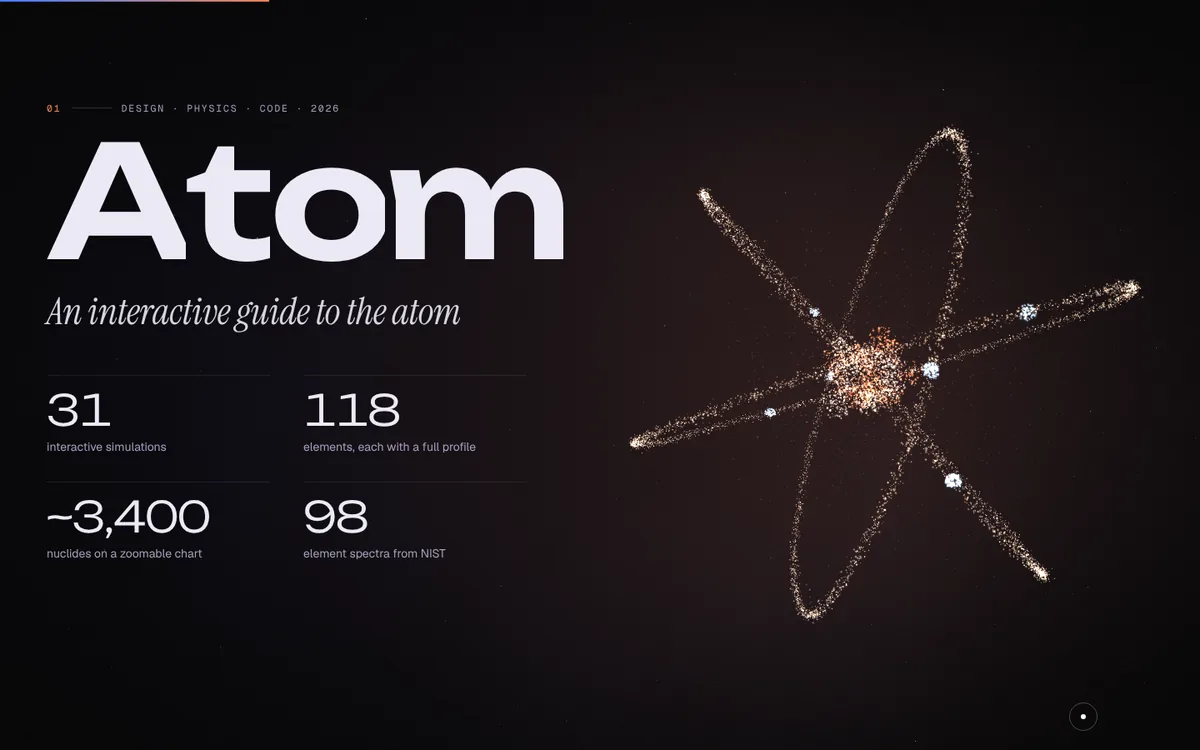 01 DESIGN · PHYSICS · CODE · 2026
Atom
An interactive guide to the atom
31
interactive simulations
118
elements, each with a full profile
~3,400
nuclides on a zoomable chart
98
element spectra from NIST